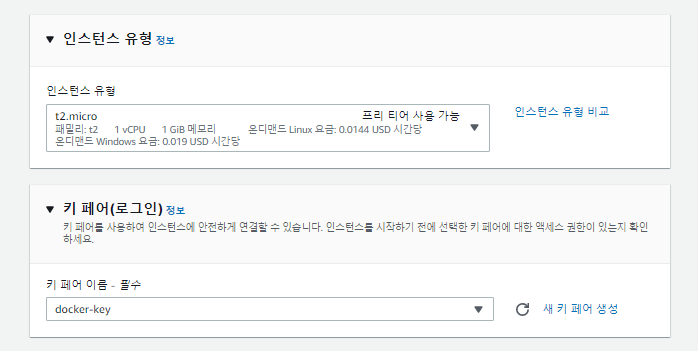 인스턴스 유형 정보
인스턴스 유형
t2.micro 프리 티어 사용 가능
패밀리: t2 1 vCPU 1 GiB 메모리 온디맨드 Linux 요금: 0.0144 USD 시간당
온디맨드 Windows 요금: 0.019 USD 시간당
인스턴스 유형 비교
키 페어(로그인) 정보
키 페어를 사용하여 인스턴스에 안전하게 연결할 수 있습니다. 인스턴스를 시작하기 전에 선택한 키 페어에 대한 액세스 권한이 있는지 확인
하세요.
키 페어 이름 - 필수
docker-key
새 키 페어 생성